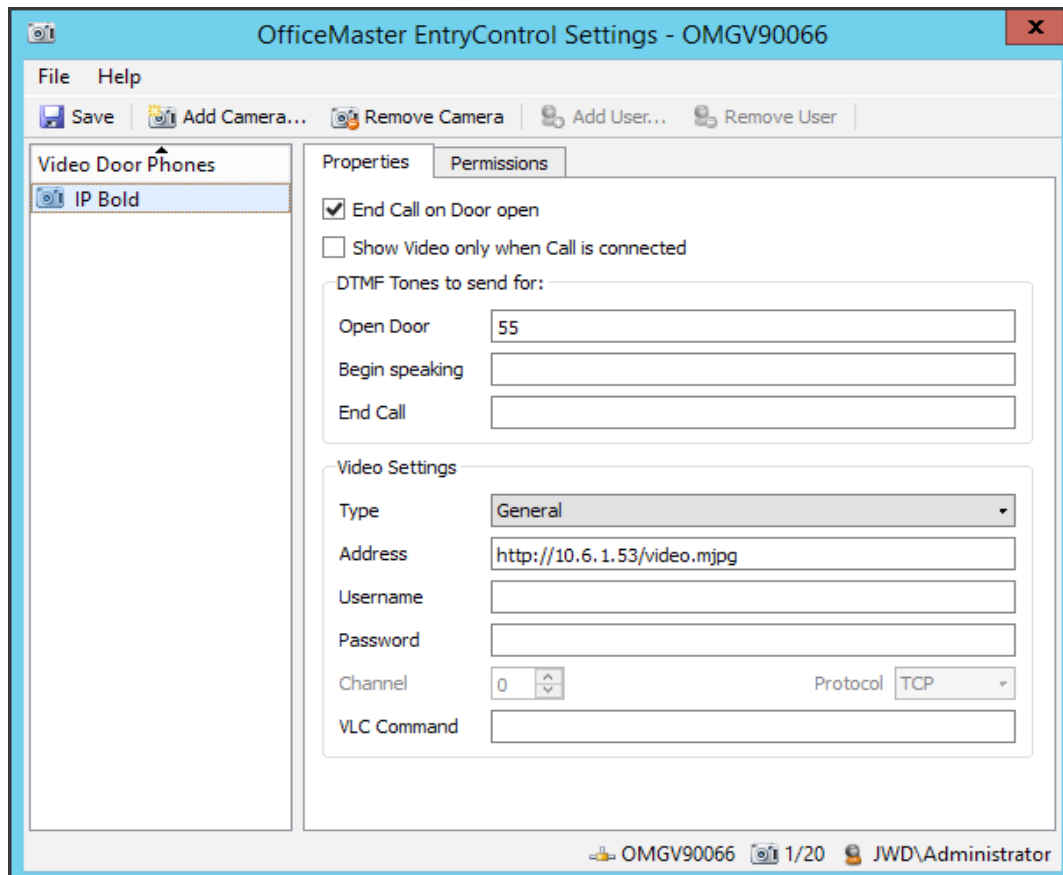 OfficeMaster EntryControl Settings - OMGV90066
x
File Help
Save Add Camera... Remove Camera Add User... Remove User
Video Door Phones
IP Bold
Properties Permissions
End Call on Door open
Show Video only when Call is connected
DTMF Tones to send for:
Open Door 55
Begin speaking
End Call
Video Settings
Type General
Address http://10.6.1.53/video.mjpg
Username
Password
Channel 0 Protocol TCP
VLC Command
OMGV90066 1/20 JWD\Administrator